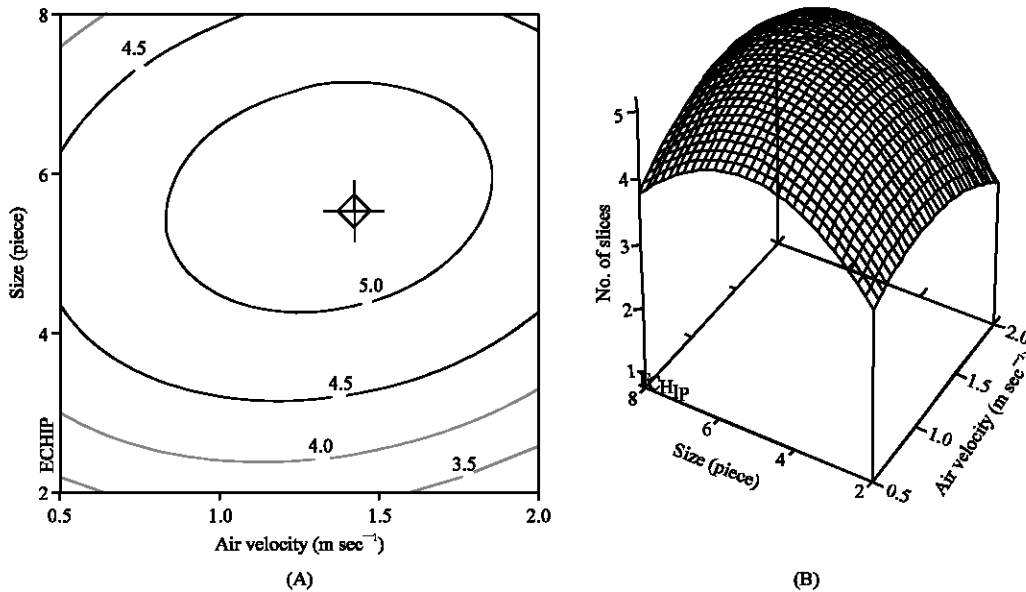 8
4.5
6
Size (piece)
5.0
4
4.5
4.0
3.5
ECHIP
2
0.5
1.0
1.5
2.0
Air velocity (m sec⁻¹)
(A)
5
4
3
2
1
No. of slices
ECHIP
8
6
4
2
Size (piece)
0.5
1.0
1.5
2.0
Air velocity (m sec⁻¹)
(B)